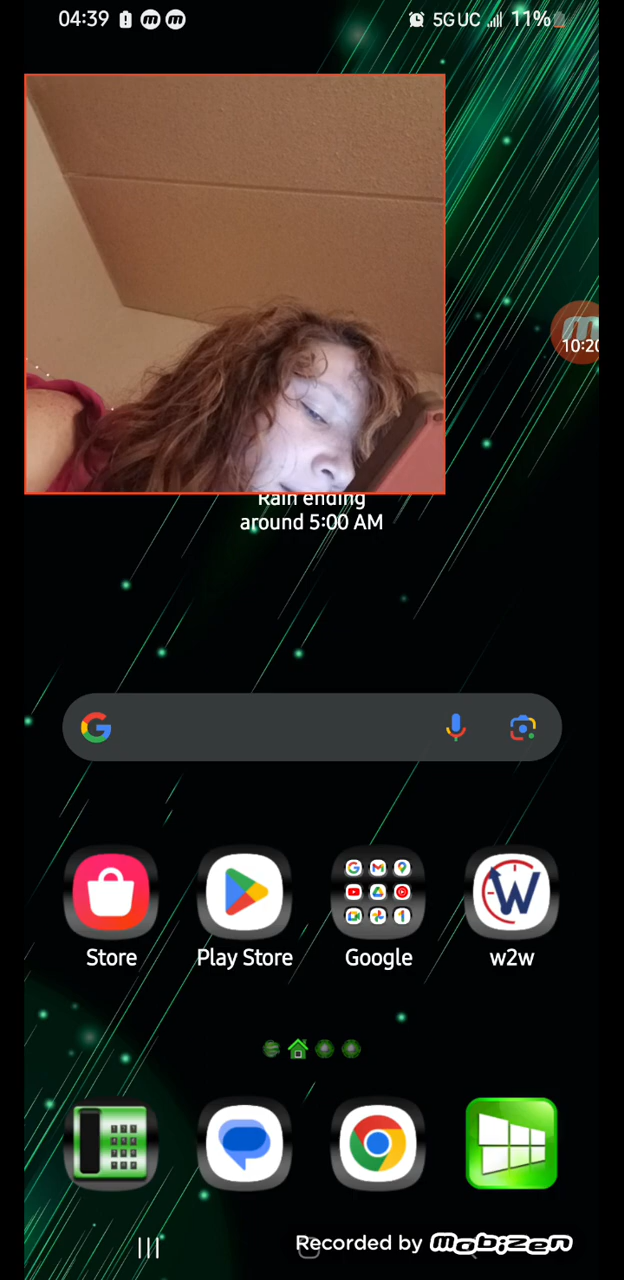 04:39
5G UC 11%
10:20
Rain ending
around 5:00 AM
Store
Play Store
Google
w2w
Recorded by mobizen